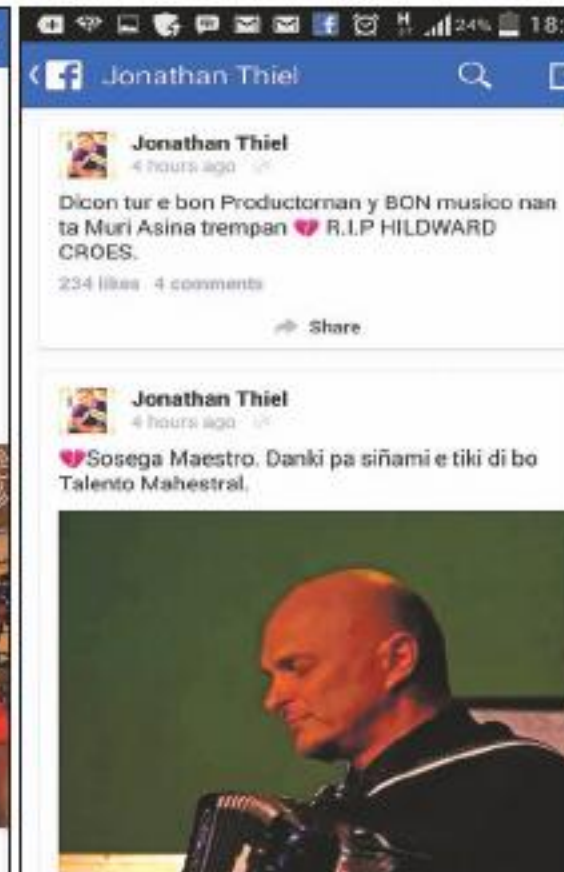 24% 18:
Jonathan Thiel
Jonathan Thiel
4 hours ago
Dicon tur e bon Productornan y BON musico nan
ta Muri Asina trempan 💔 R.I.P HILDWARD
CROES.
234 likes 4 comments
Share
Jonathan Thiel
4 hours ago
💔Sosega Maestro. Danki pa siñami e tiki di bo
Talento Mahestral.